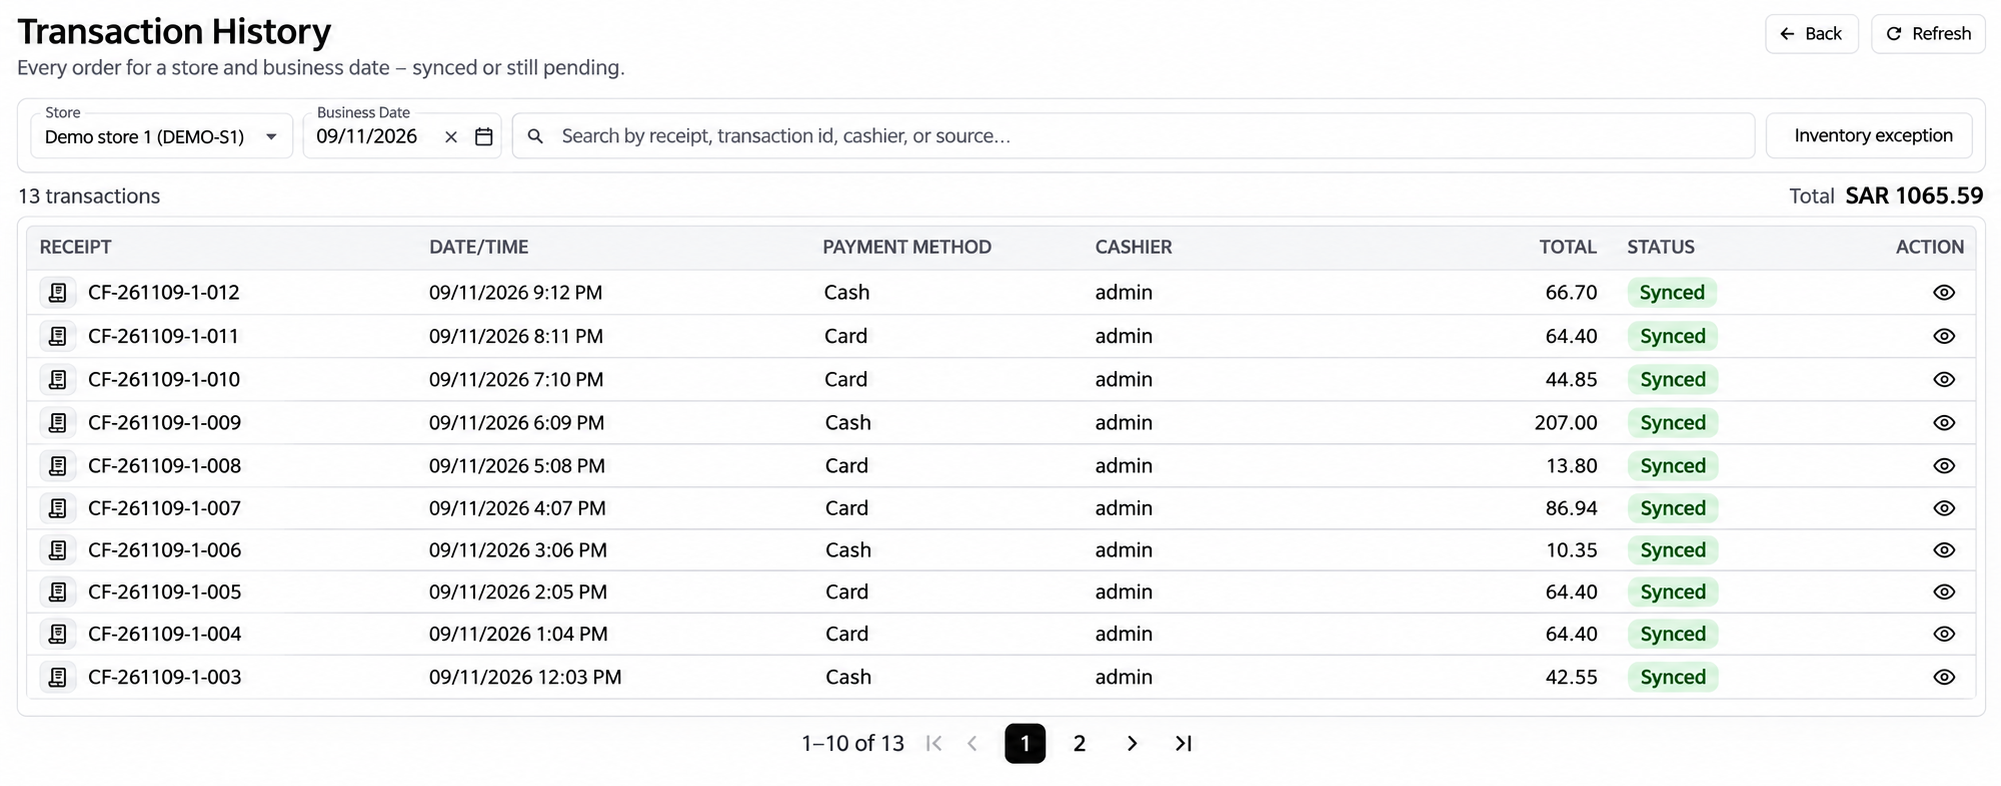 Transaction History
← Back
Refresh
Every order for a store and business date – synced or still pending.
Store
Demo store 1 (DEMO-S1)
Business Date
09/11/2026
Search by receipt, transaction id, cashier, or source...
Inventory exception
13 transactions
Total SAR 1065.59
RECEIPT DATE/TIME PAYMENT METHOD CASHIER TOTAL STATUS ACTION
CF-261109-1-012 09/11/2026 9:12 PM Cash admin 66.70 Synced
CF-261109-1-011 09/11/2026 8:11 PM Card admin 64.40 Synced
CF-261109-1-010 09/11/2026 7:10 PM Card admin 44.85 Synced
CF-261109-1-009 09/11/2026 6:09 PM Cash admin 207.00 Synced
CF-261109-1-008 09/11/2026 5:08 PM Card admin 13.80 Synced
CF-261109-1-007 09/11/2026 4:07 PM Card admin 86.94 Synced
CF-261109-1-006 09/11/2026 3:06 PM Cash admin 10.35 Synced
CF-261109-1-005 09/11/2026 2:05 PM Card admin 64.40 Synced
CF-261109-1-004 09/11/2026 1:04 PM Card admin 64.40 Synced
CF-261109-1-003 09/11/2026 12:03 PM Cash admin 42.55 Synced
1–10 of 13 1 2